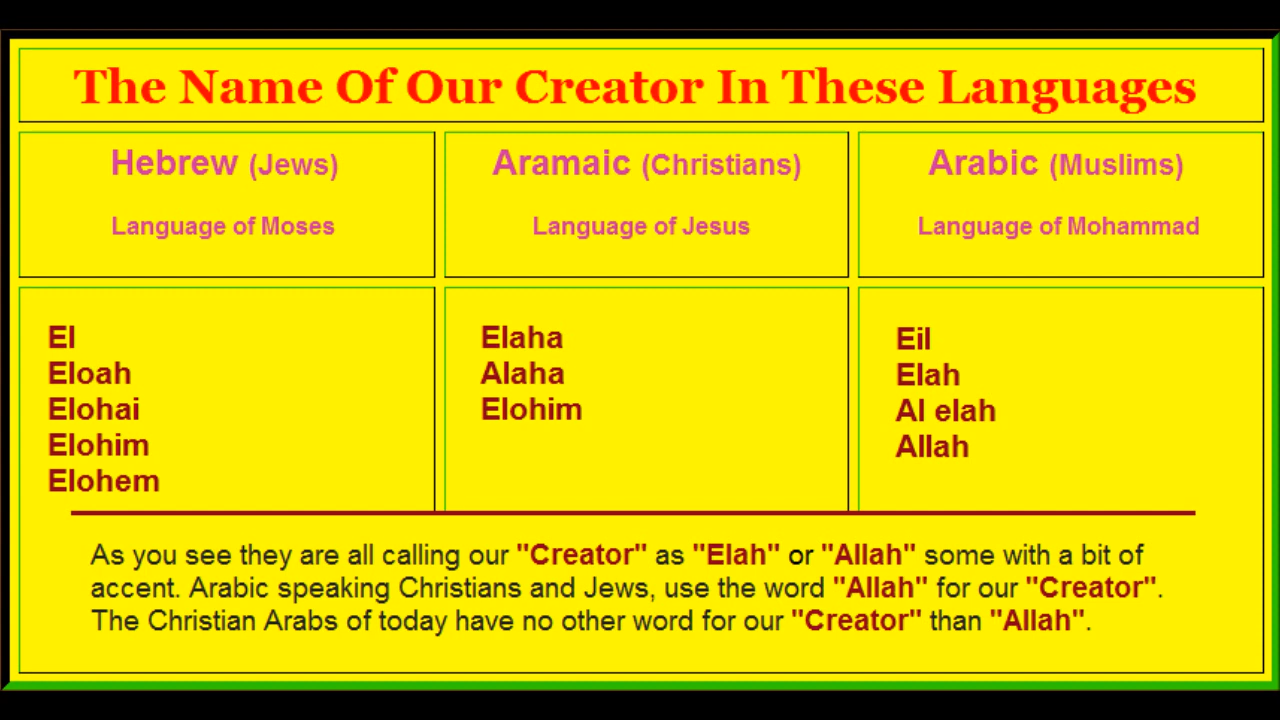 The Name Of Our Creator In These Languages
Hebrew (Jews)
Language of Moses
Aramaic (Christians)
Language of Jesus
Arabic (Muslims)
Language of Mohammad
El
Eloah
Elohai
Elohim
Elohem
Elaha
Alaha
Elohim
Eil
Elah
Al elah
Allah
As you see they are all calling our "Creator" as "Elah" or "Allah" some with a bit of
accent. Arabic speaking Christians and Jews, use the word "Allah" for our "Creator".
The Christian Arabs of today have no other word for our "Creator" than "Allah".